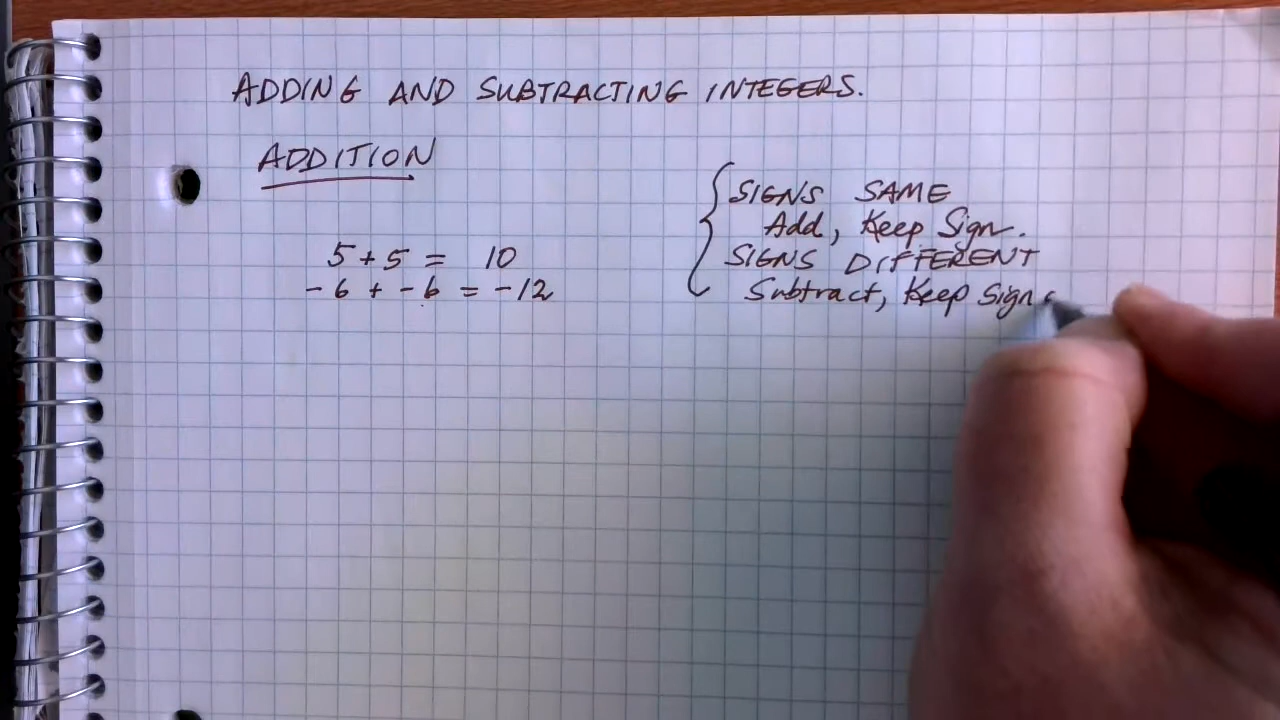 ADDING AND SUBTRACTING INTEGERS.
ADDITION
5 + 5 = 10
-6 + -6 = -12
SIGNS SAME
Add, Keep Sign.
SIGNS DIFFERENT
Subtract, Keep Sign